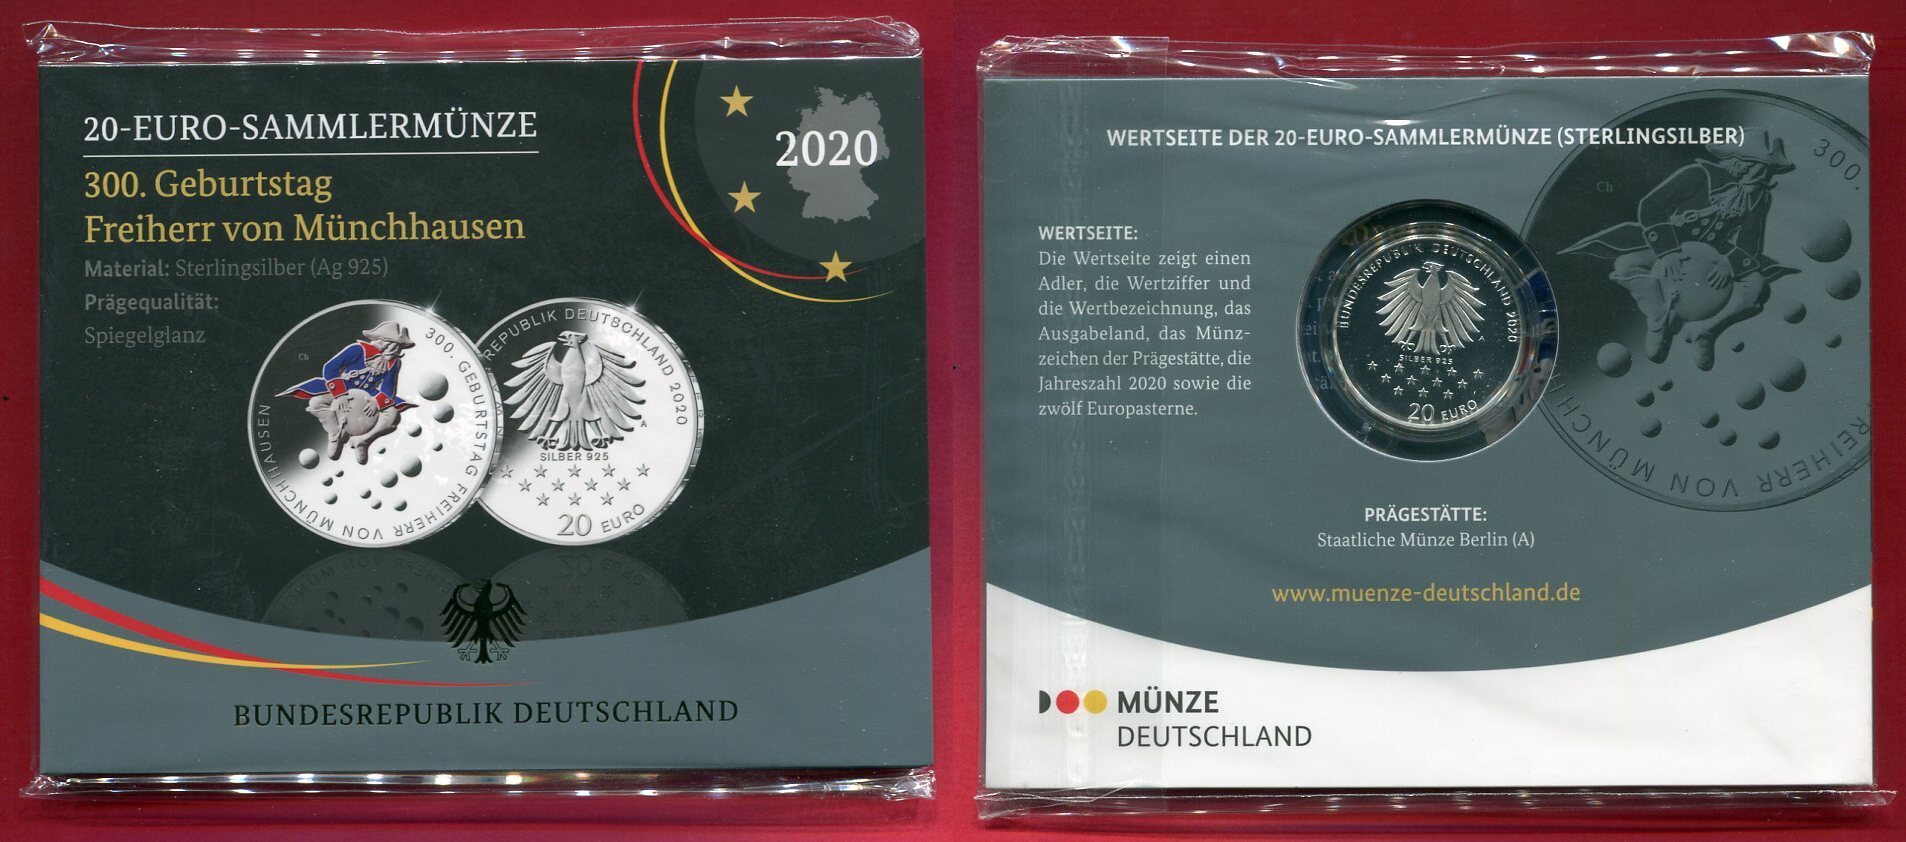 20-EURO-SAMMLERMÜNZE
300. Geburtstag
Freiherr von Münchhausen
Material: Sterlingsilber (Ag 925)
Prägequalität:
Spiegelglanz
2020
Ch
300. GEBURTSTAG FREIHERR VON MÜNCHHAUSEN
REPUBLIK DEUTSCHLAND 2020
A
SILBER 925
20 EURO
BUNDESREPUBLIK DEUTSCHLAND
WERTSEITE DER 20-EURO-SAMMLERMÜNZE (STERLINGSILBER)
WERTSEITE:
Die Wertseite zeigt einen
Adler, die Wertziffer und
die Wertbezeichnung, das
Ausgabeland, das Münz-
zeichen der Prägestätte, die
Jahreszahl 2020 sowie die
zwölf Europasterne.
BUNDESREPUBLIK DEUTSCHLAND 2020
A
SILBER 925
20 EURO
Ch
300.
FREIHERR VON MÜNCH
PRÄGESTÄTTE:
Staatliche Münze Berlin (A)
www.muenze-deutschland.de
MÜNZE
DEUTSCHLAND